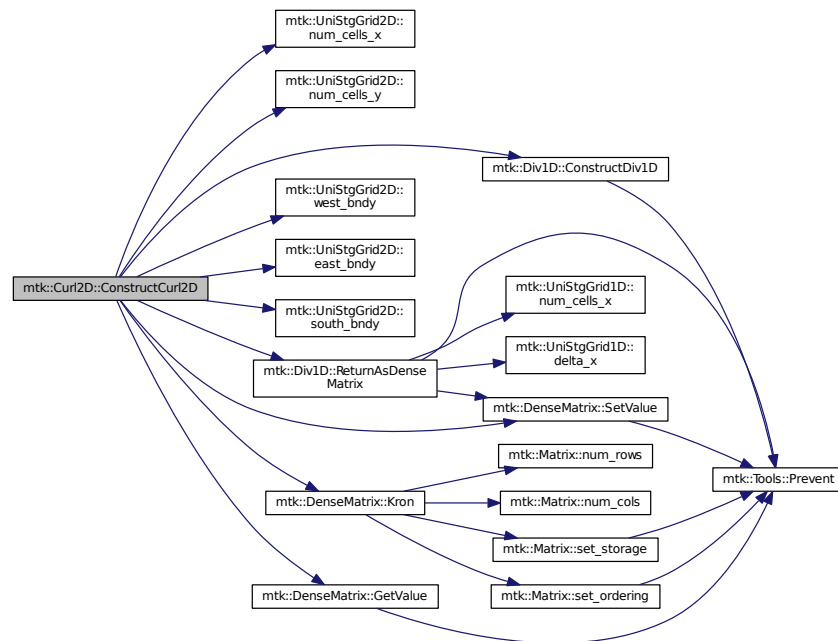 mtk::UniStgGrid2D::
num_cells_x
mtk::UniStgGrid2D::
num_cells_y
mtk::Div1D::ConstructDiv1D
mtk::UniStgGrid2D::
west_bndy
mtk::UniStgGrid2D::
east_bndy
mtk::Curl2D::ConstructCurl2D
mtk::UniStgGrid1D::
num_cells_x
mtk::UniStgGrid2D::
south_bndy
mtk::UniStgGrid1D::
delta_x
mtk::Div1D::ReturnAsDense
Matrix
mtk::DenseMatrix::SetValue
mtk::Matrix::num_rows
mtk::Tools::Prevent
mtk::DenseMatrix::Kron
mtk::Matrix::num_cols
mtk::Matrix::set_storage
mtk::DenseMatrix::GetValue
mtk::Matrix::set_ordering